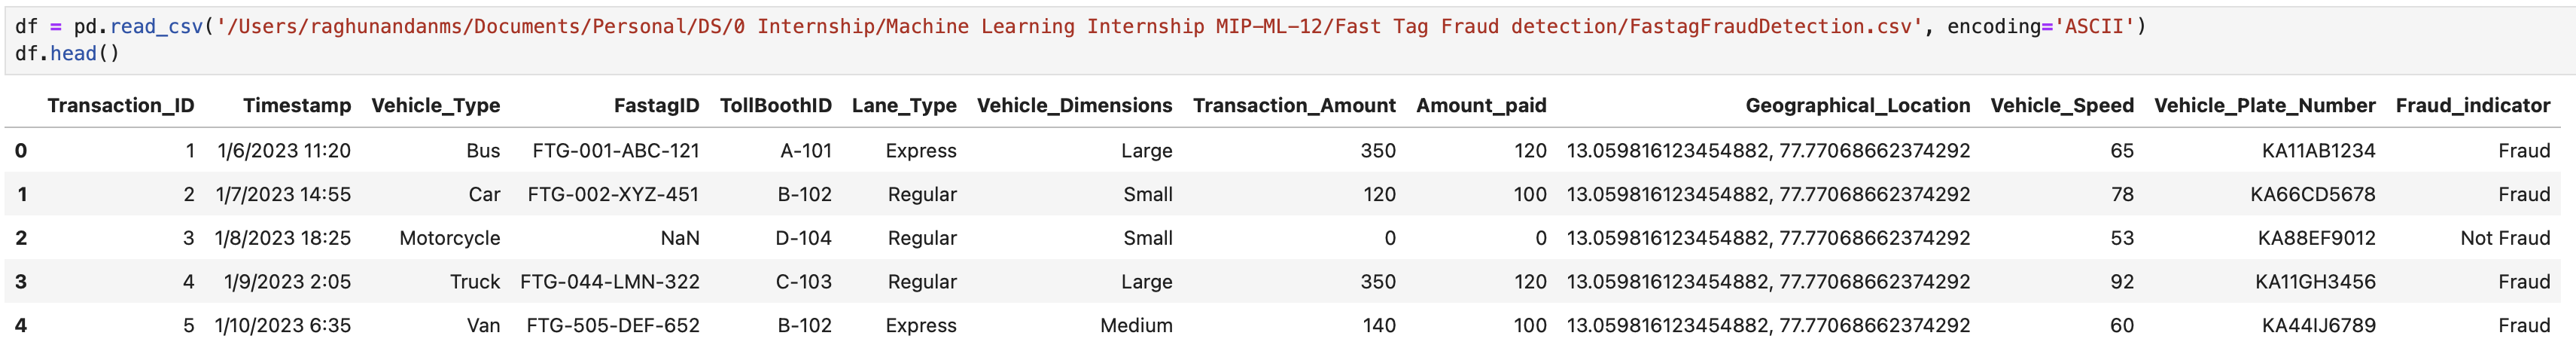 df = pd.read_csv('/Users/raghunandanms/Documents/Personal/DS/0 Internship/Machine Learning Internship MIP-ML-12/Fast Tag Fraud detection/FastagFraudDetection.csv', encoding='ASCII')
df.head()
Transaction_ID Timestamp Vehicle_Type FastagID TollBoothID Lane_Type Vehicle_Dimensions Transaction_Amount Amount_paid Geographical_Location Vehicle_Speed Vehicle_Plate_Number Fraud_indicator
0 1 1/6/2023 11:20 Bus FTG-001-ABC-121 A-101 Express Large 350 120 13.059816123454882, 77.77068662374292 65 KA11AB1234 Fraud
1 2 1/7/2023 14:55 Car FTG-002-XYZ-451 B-102 Regular Small 120 100 13.059816123454882, 77.77068662374292 78 KA66CD5678 Fraud
2 3 1/8/2023 18:25 Motorcycle NaN D-104 Regular Small 0 0 13.059816123454882, 77.77068662374292 53 KA88EF9012 Not Fraud
3 4 1/9/2023 2:05 Truck FTG-044-LMN-322 C-103 Regular Large 350 120 13.059816123454882, 77.77068662374292 92 KA11GH3456 Fraud
4 5 1/10/2023 6:35 Van FTG-505-DEF-652 B-102 Express Medium 140 100 13.059816123454882, 77.77068662374292 60 KA44IJ6789 Fraud